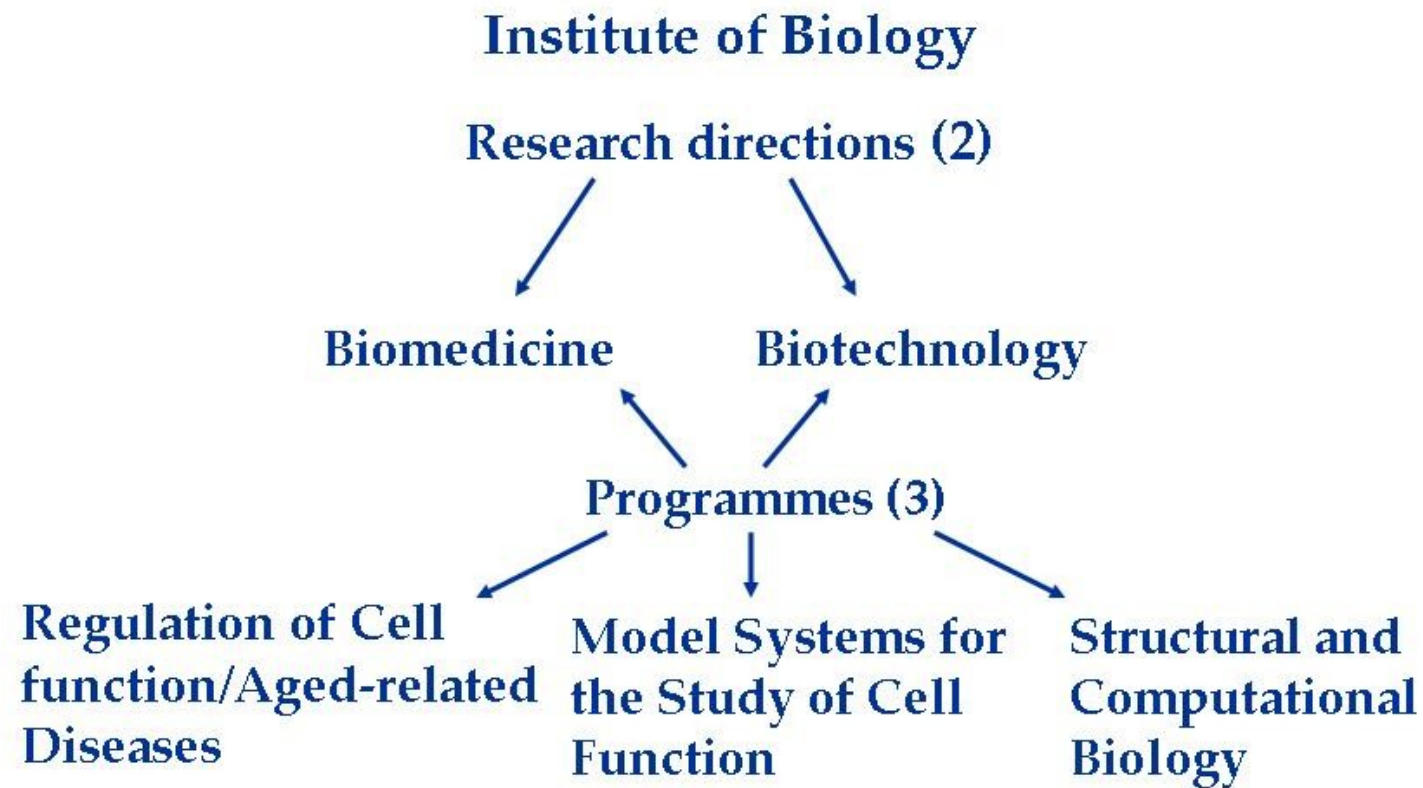 Institute of Biology
Research directions (2)
Biomedicine
Biotechnology
Programmes (3)
Regulation of Cell
function/Aged-related
Diseases
Model Systems for
the Study of Cell
Function
Structural and
Computational
Biology